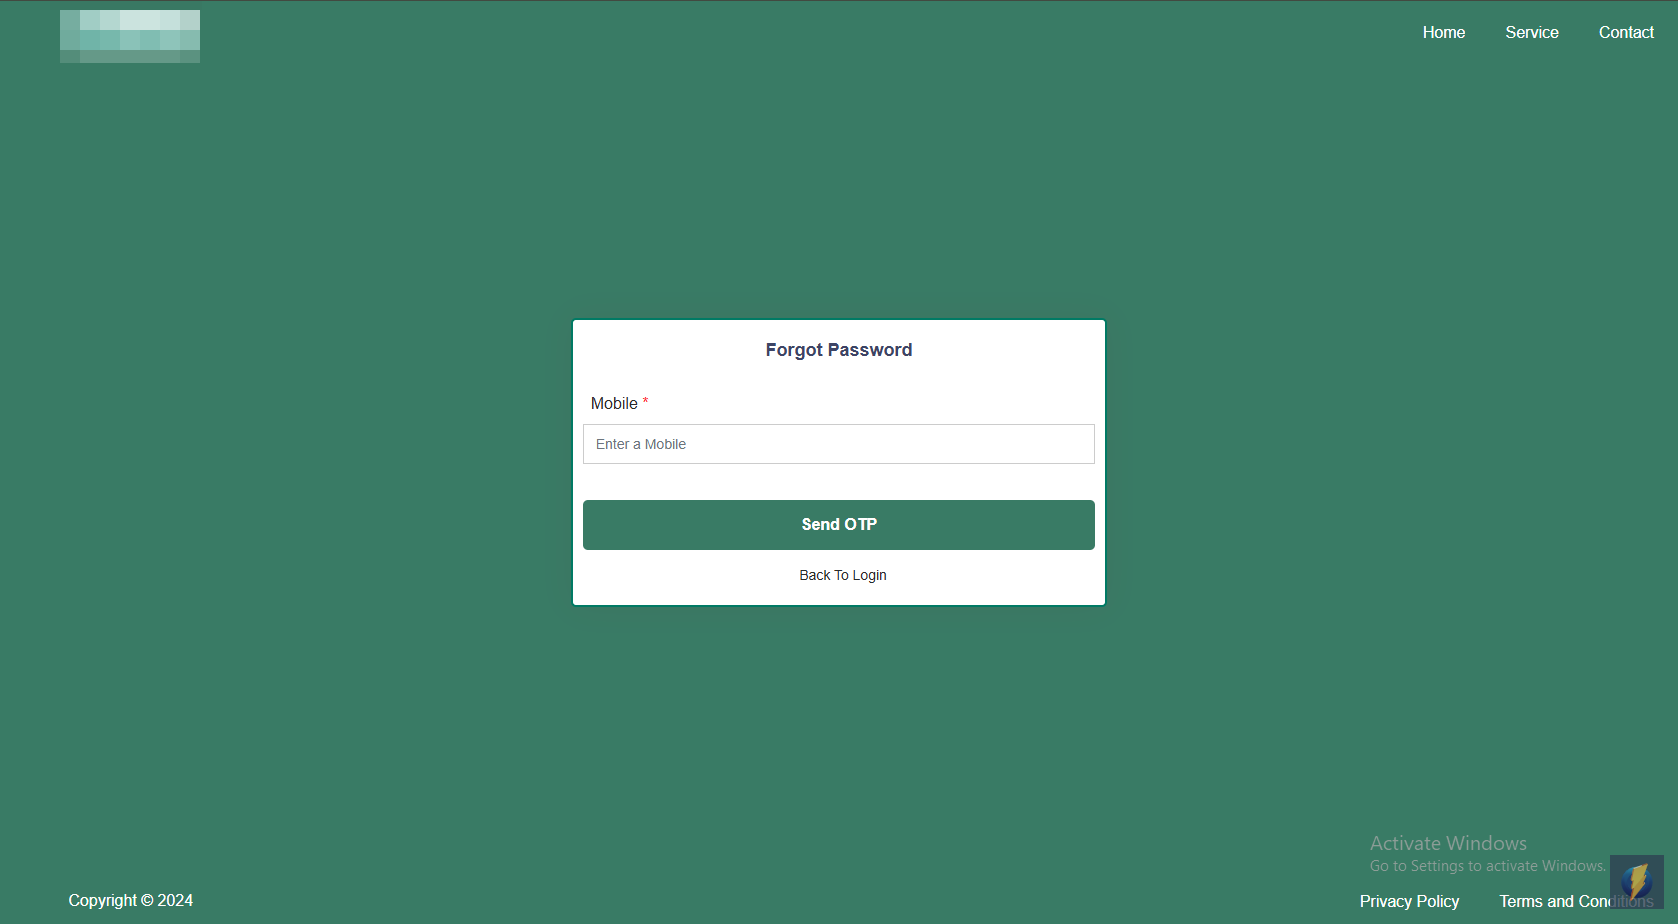 Home Service Contact
Forgot Password
Mobile *
Enter a Mobile
Send OTP
Back To Login
Activate Windows
Go to Settings to activate Windows.
Copyright © 2024
Privacy Policy Terms and Conditions